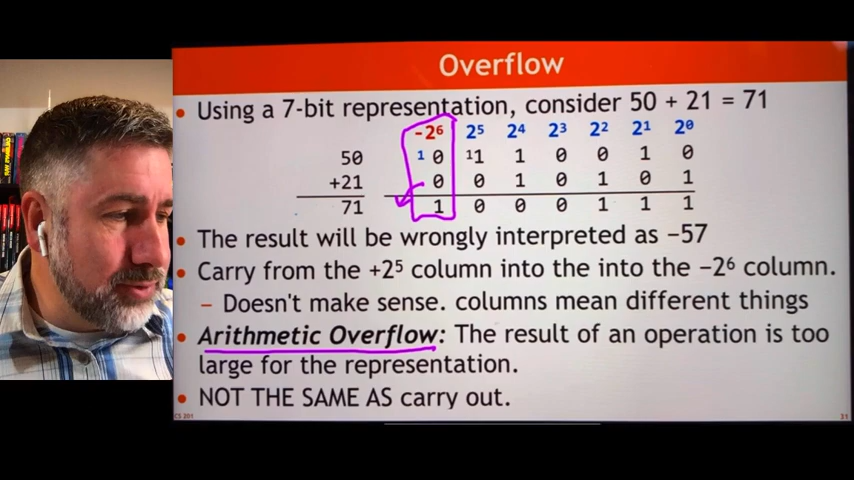 Overflow
• Using a 7-bit representation, consider 50 + 21 = 71
-2⁶ 2⁵ 2⁴ 2³ 2² 2¹ 2⁰
50 ¹ 0 ¹1 1 0 0 1 0
+21 0 0 1 0 1 0 1
71 1 0 0 0 1 1 1
• The result will be wrongly interpreted as -57
• Carry from the +2⁵ column into the into the -2⁶ column.
– Doesn't make sense. columns mean different things
• Arithmetic Overflow: The result of an operation is too
large for the representation.
• NOT THE SAME AS carry out.
CS 201
31